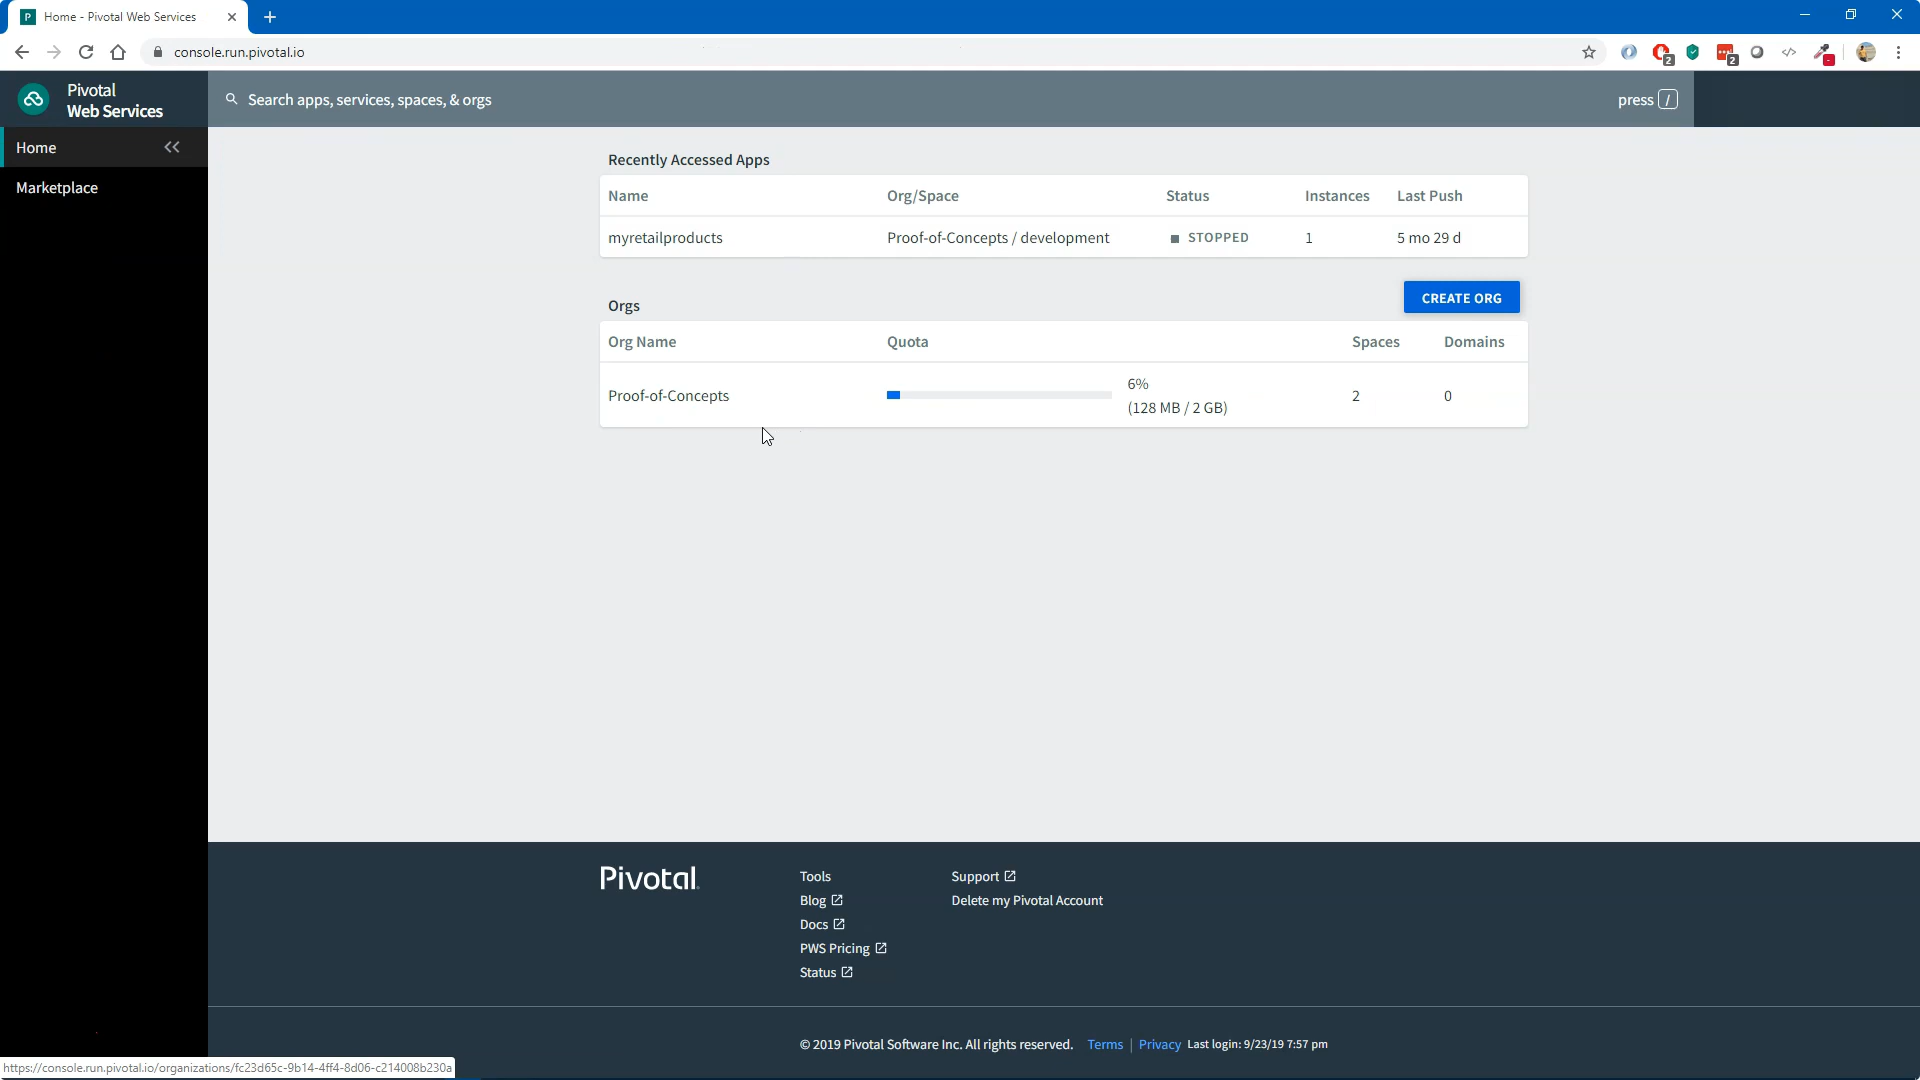 Home - Pivotal Web Services
console.run.pivotal.io
2
2
Pivotal
Web Services
Search apps, services, spaces, & orgs
press /
Home
Marketplace
Recently Accessed Apps
Name Org/Space Status Instances Last Push
myretailproducts Proof-of-Concepts / development STOPPED 1 5 mo 29 d
Orgs
CREATE ORG
Org Name Quota Spaces Domains
Proof-of-Concepts 6% 2 0
(128 MB / 2 GB)
Pivotal.
Tools
Blog
Docs
PWS Pricing
Status
Support
Delete my Pivotal Account
© 2019 Pivotal Software Inc. All rights reserved. Terms | Privacy Last login: 9/23/19 7:57 pm
https://console.run.pivotal.io/organizations/fc23d65c-9b14-4ff4-8d06-c214008b230a